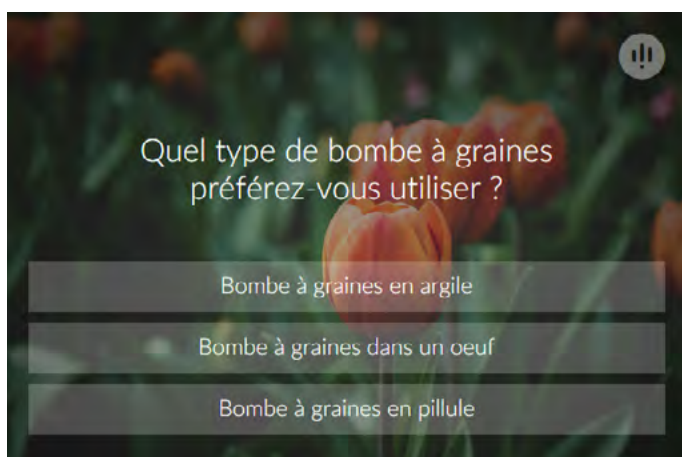 Quel type de bombe à graines
préférez-vous utiliser ?
Bombe à graines en argile
Bombe à graines dans un oeuf
Bombe à graines en pillule